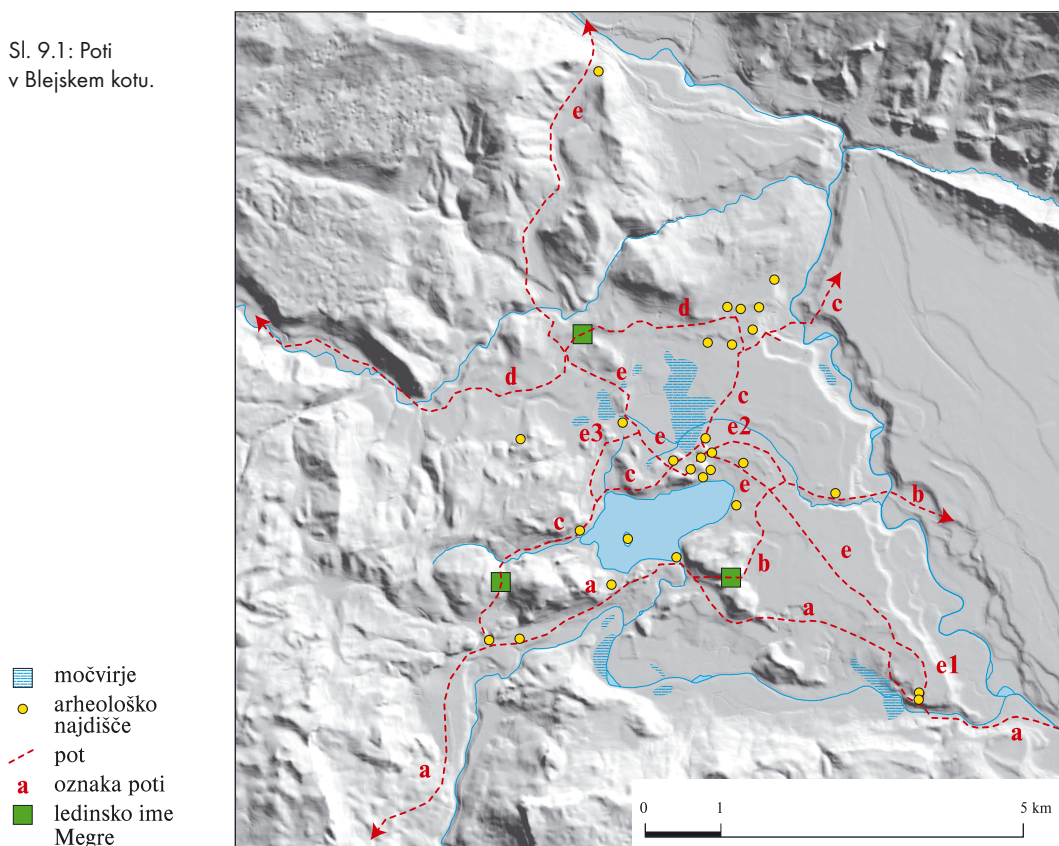 Sl. 9.1: Poti
v Blejskem kotu.
e
c
d
e
d
c
e2
e3
e
c
e
b
c
e
b
a
a
e1
a
a
močvirje
arheološko
najdišče
pot
a oznaka poti
ledinsko ime
Megre
0 1 5 km